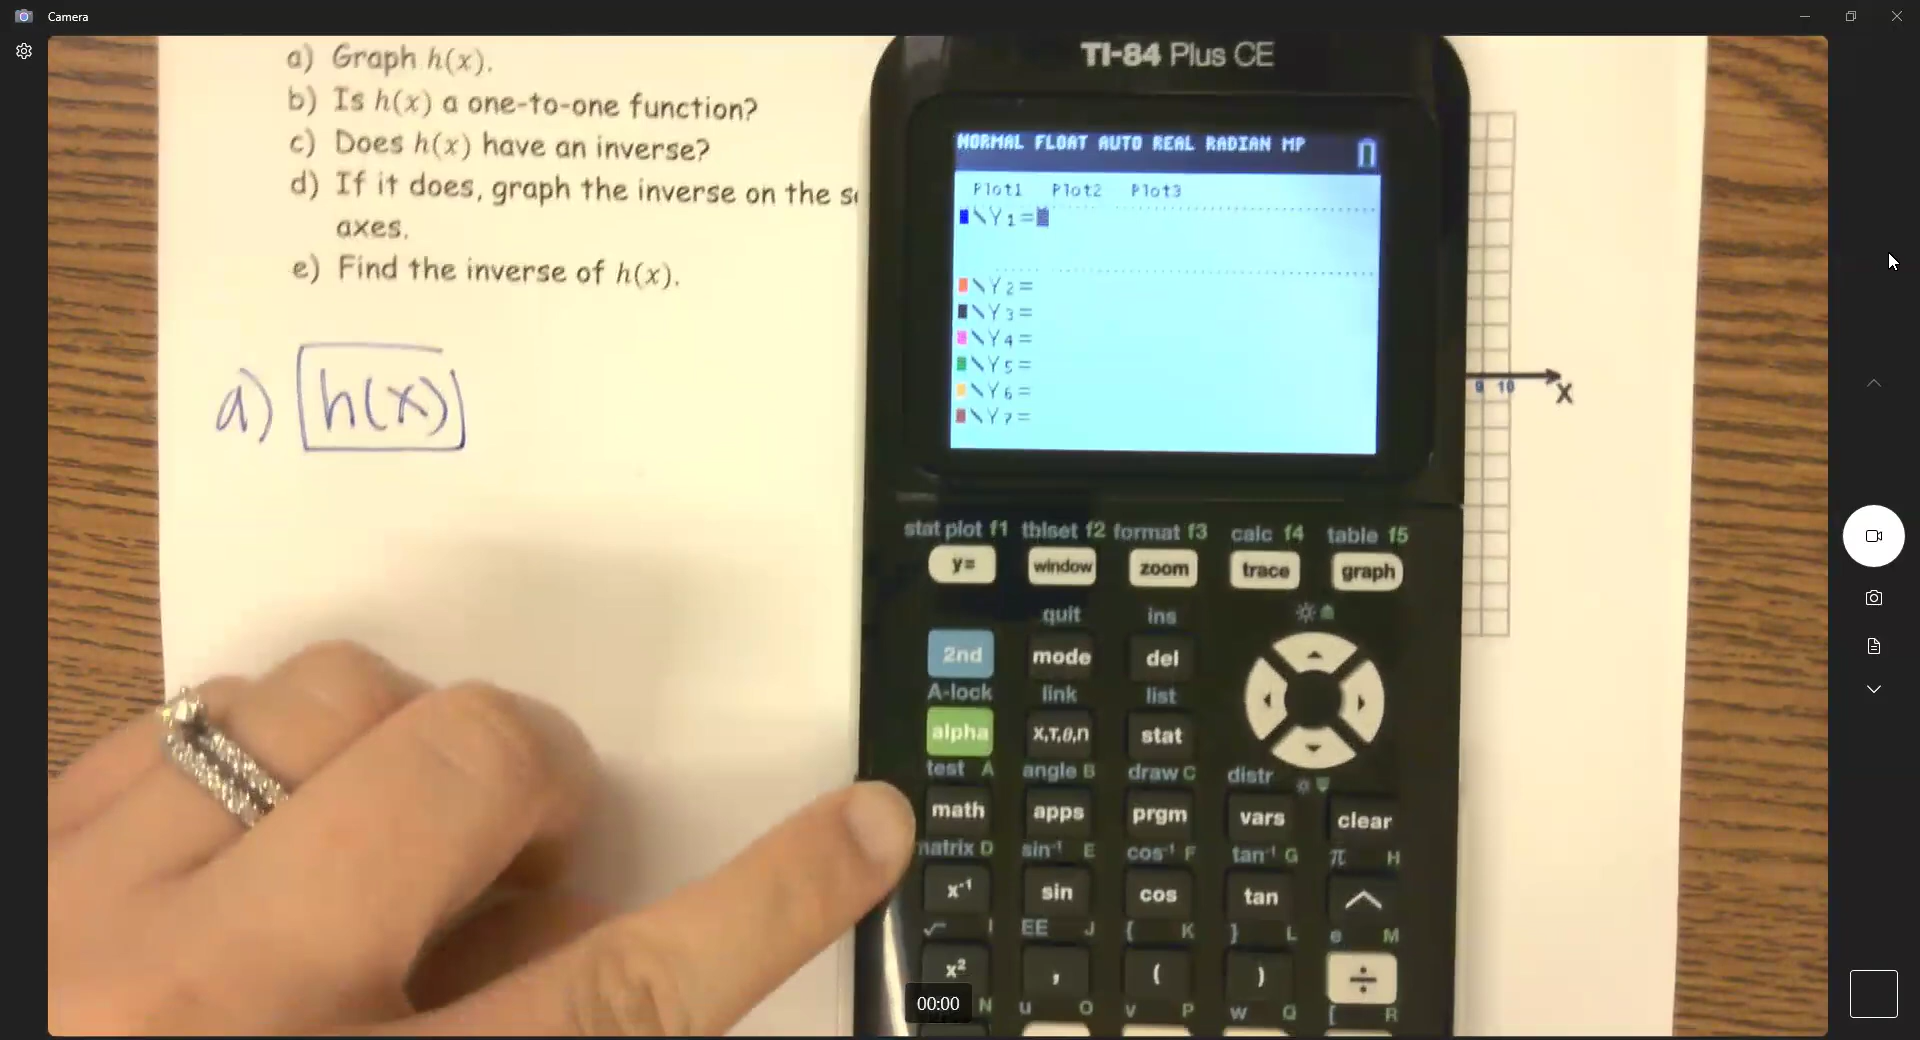 Camera
a) Graph h(x).
b) Is h(x) a one-to-one function?
c) Does h(x) have an inverse?
d) If it does, graph the inverse on the
axes.
e) Find the inverse of h(x).
a) h(x)
TI-84 Plus CE
NORMAL FLOAT AUTO REAL RADIAN MP
Plot1 Plot2 Plot3
\Y1=
\Y2=
\Y3=
\Y4=
\Y5=
\Y6=
\Y7=
9 10
X
stat plot f1 tblset f2 format f3 calc f4 table f5
y= window zoom trace graph
quit ins
2nd mode del
A-lock link list
alpha X,T,θ,n stat
test A angle B draw C distr
math apps prgm vars clear
matrix D sin-1 E cos-1 F tan-1 G π H
x-1 sin cos tan ^
√ I EE J { K } L e M
x2 , ( ) ÷
00:00
N u O v P w Q [ R